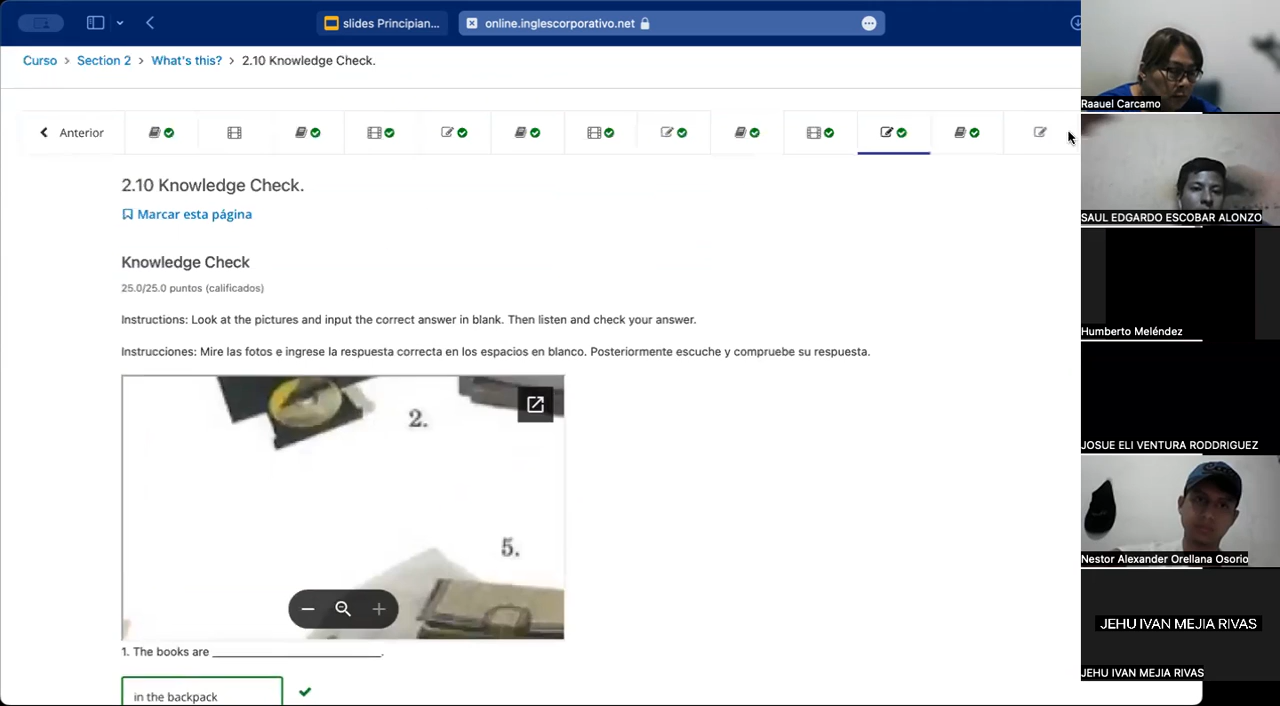 slides Principian...
online.inglescorporativo.net
Curso > Section 2 > What's this? > 2.10 Knowledge Check.
Anterior
2.10 Knowledge Check.
Marcar esta página
Knowledge Check
25.0/25.0 puntos (calificados)
Instructions: Look at the pictures and input the correct answer in blank. Then listen and check your answer.
Instrucciones: Mire las fotos e ingrese la respuesta correcta en los espacios en blanco. Posteriormente escuche y compruebe su respuesta.
2.
5.
1. The books are ____________________________.
in the backpack
Raauel Carcamo
SAUL EDGARDO ESCOBAR ALONZO
Humberto Meléndez
JOSUE ELI VENTURA RODDRIGUEZ
Nestor Alexander Orellana Osorio
JEHU IVAN MEJIA RIVAS
JEHU IVAN MEJIA RIVAS